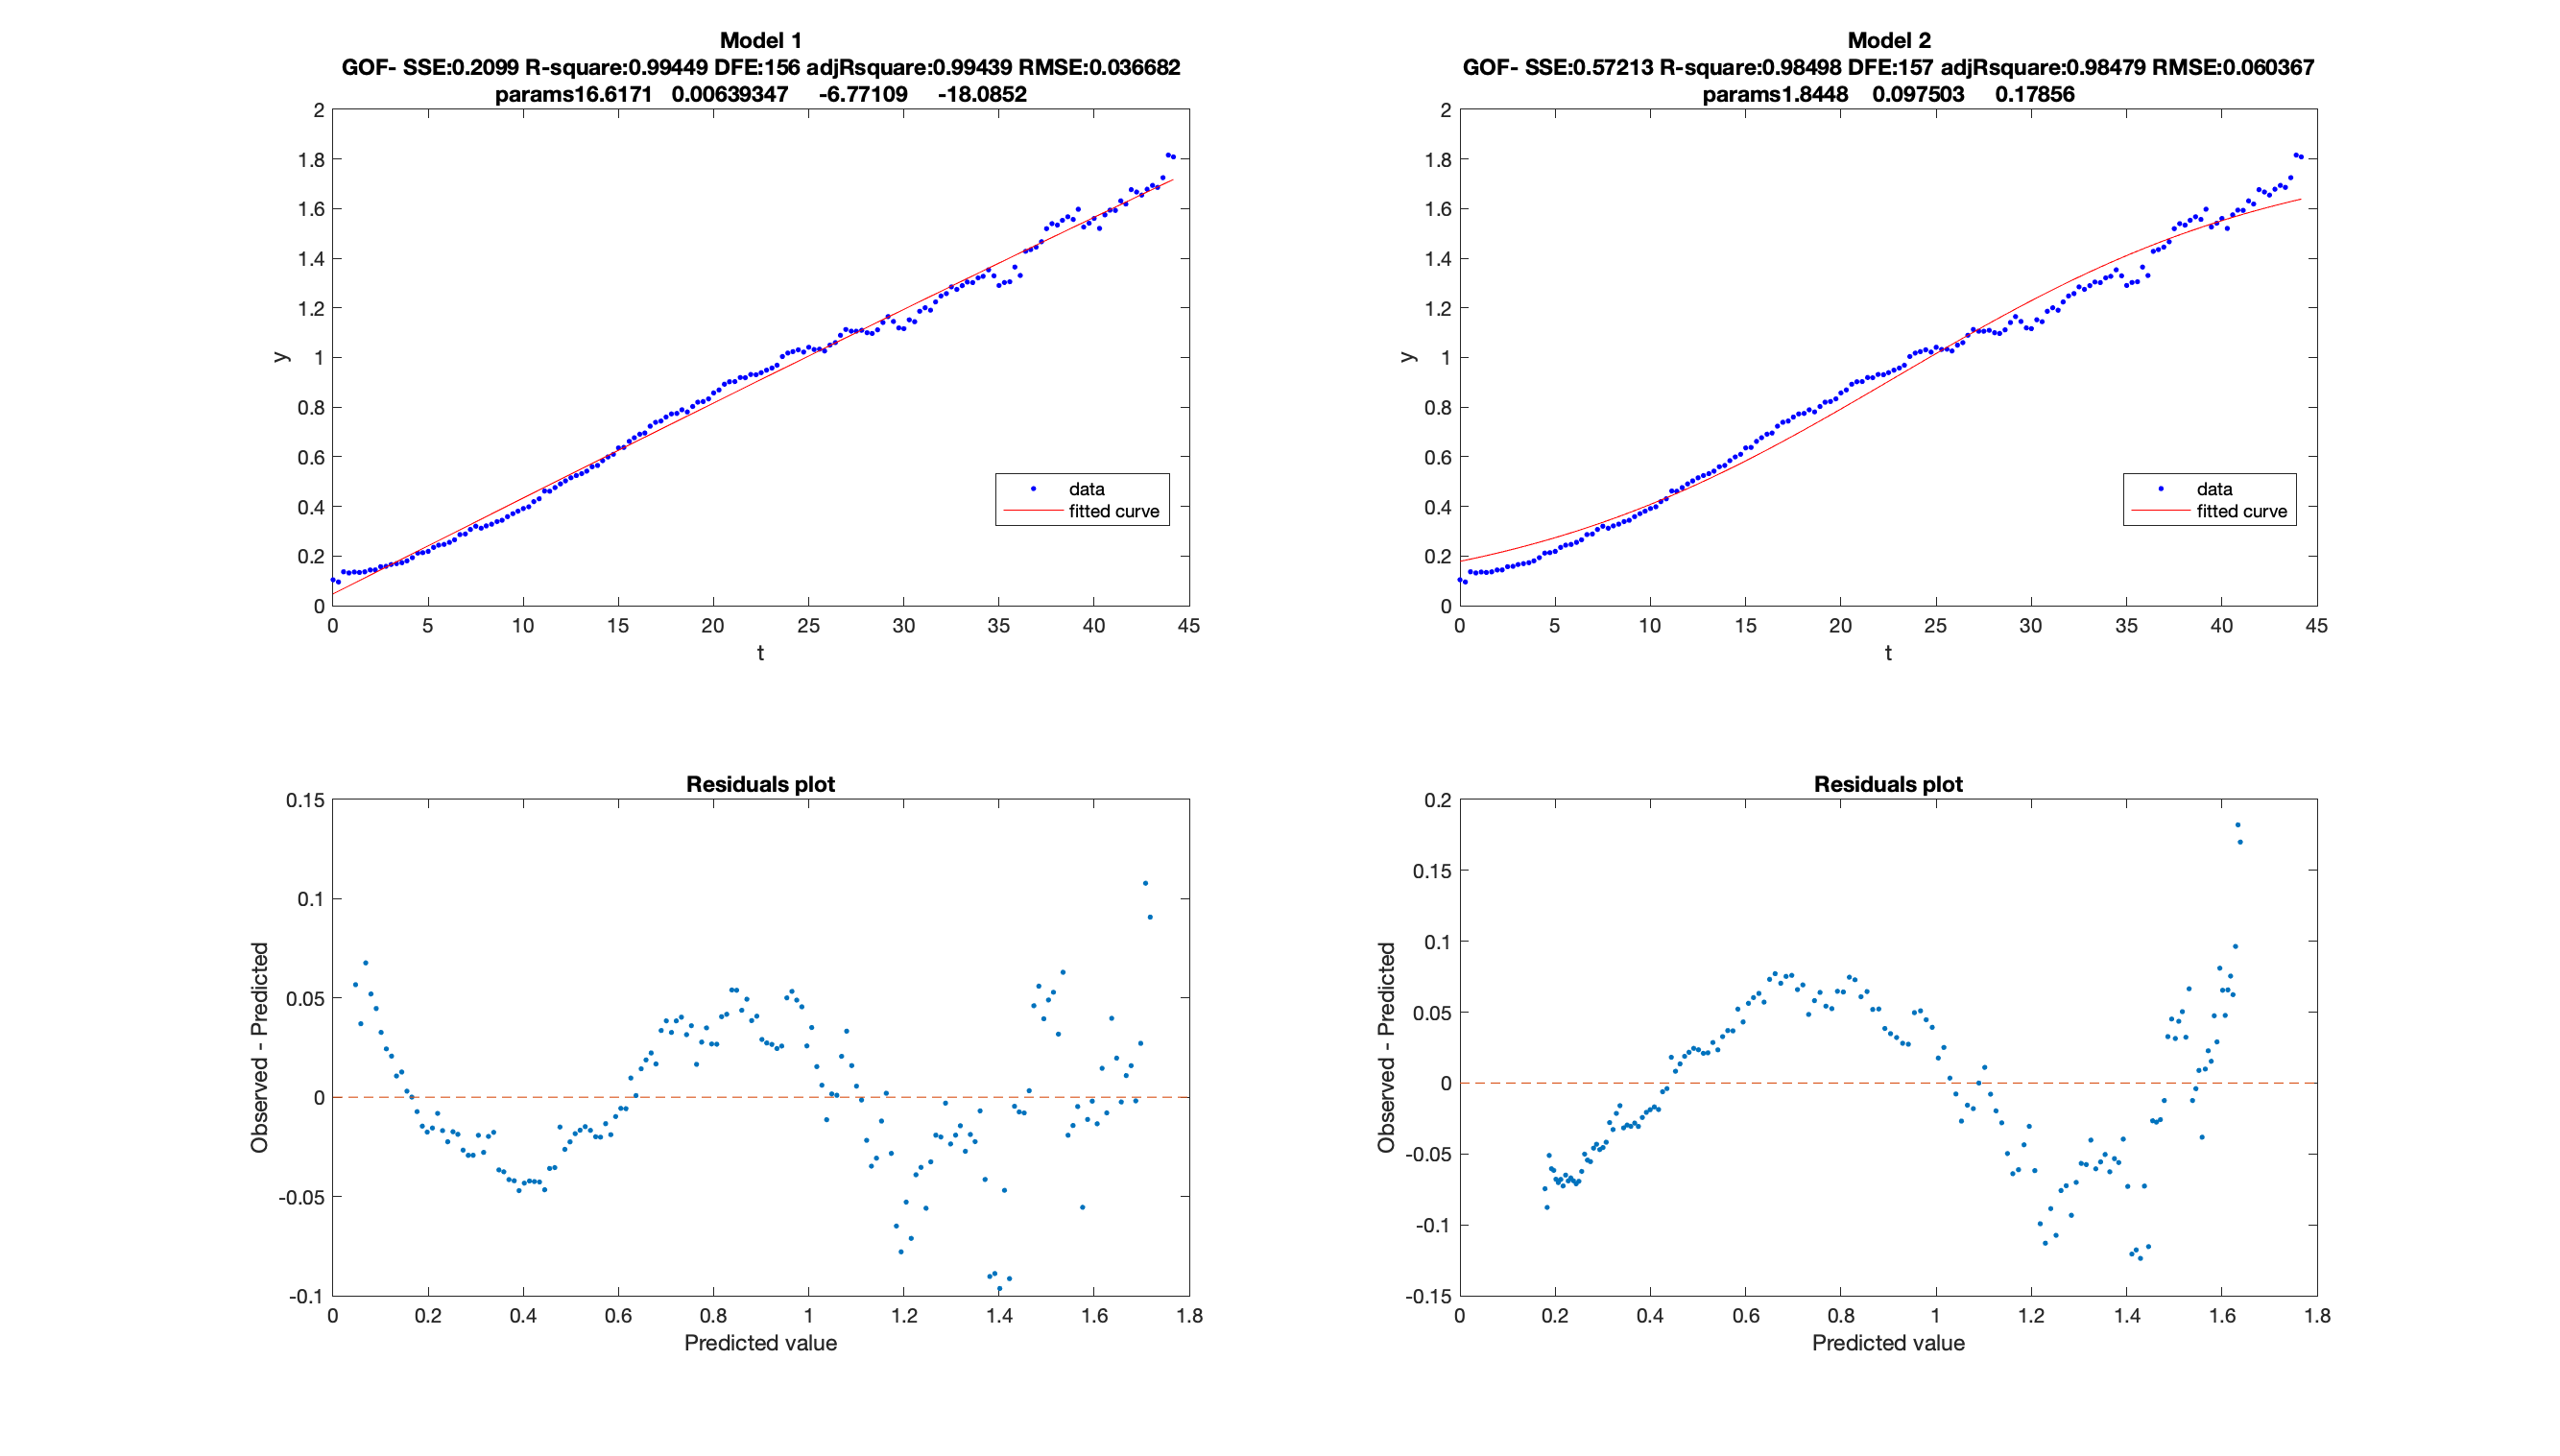 Model 1
GOF- SSE:0.2099 R-square:0.99449 DFE:156 adjRsquare:0.99439 RMSE:0.036682
params16.6171 0.00639347 -6.77109 -18.0852
2
1.8
1.6
1.4
1.2
1
0.8
0.6
0.4
0.2
0
y
0 5 10 15 20 25 30 35 40 45
t
data
fitted curve
Model 2
GOF- SSE:0.57213 R-square:0.98498 DFE:157 adjRsquare:0.98479 RMSE:0.060367
params1.8448 0.097503 0.17856
2
1.8
1.6
1.4
1.2
1
0.8
0.6
0.4
0.2
0
y
0 5 10 15 20 25 30 35 40 45
t
data
fitted curve
Residuals plot
0.15
0.1
0.05
0
-0.05
-0.1
Observed - Predicted
0 0.2 0.4 0.6 0.8 1 1.2 1.4 1.6 1.8
Predicted value
Residuals plot
0.2
0.15
0.1
0.05
0
-0.05
-0.1
-0.15
Observed - Predicted
0 0.2 0.4 0.6 0.8 1 1.2 1.4 1.6 1.8
Predicted value